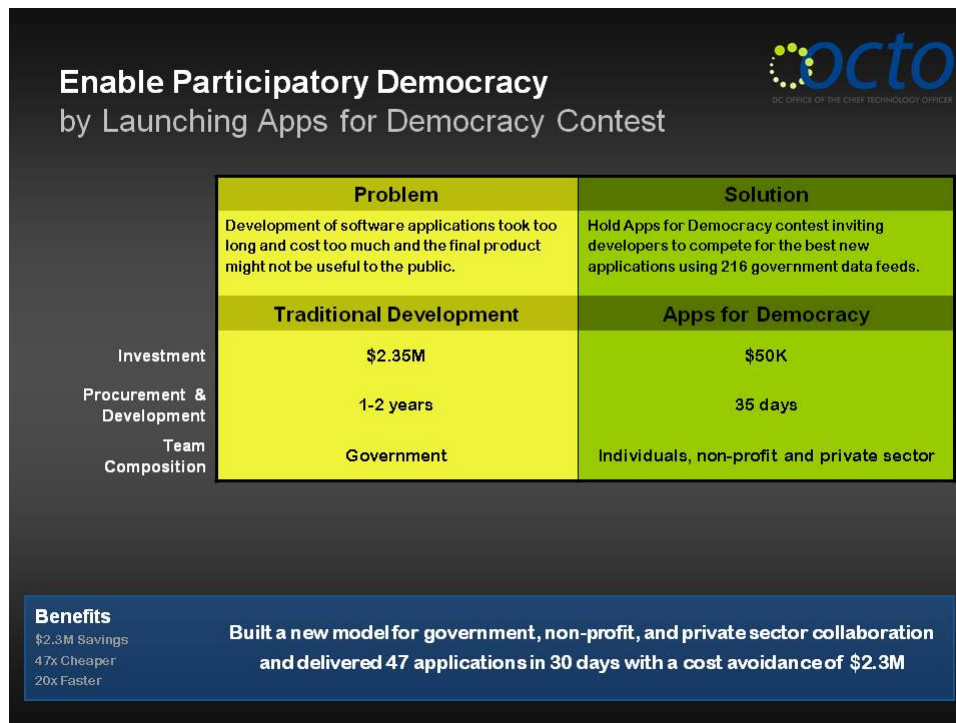 octo
DC OFFICE OF THE CHIEF TECHNOLOGY OFFICER
Enable Participatory Democracy
by Launching Apps for Democracy Contest
Problem
Solution
Development of software applications took too
long and cost too much and the final product
might not be useful to the public.
Hold Apps for Democracy contest inviting
developers to compete for the best new
applications using 216 government data feeds.
Traditional Development
Apps for Democracy
Investment
$2.35M
$50K
Procurement &
Development
1-2 years
35 days
Team
Composition
Government
Individuals, non-profit and private sector
Benefits
$2.3M Savings
47x Cheaper
20x Faster
Built a new model for government, non-profit, and private sector collaboration
and delivered 47 applications in 30 days with a cost avoidance of $2.3M